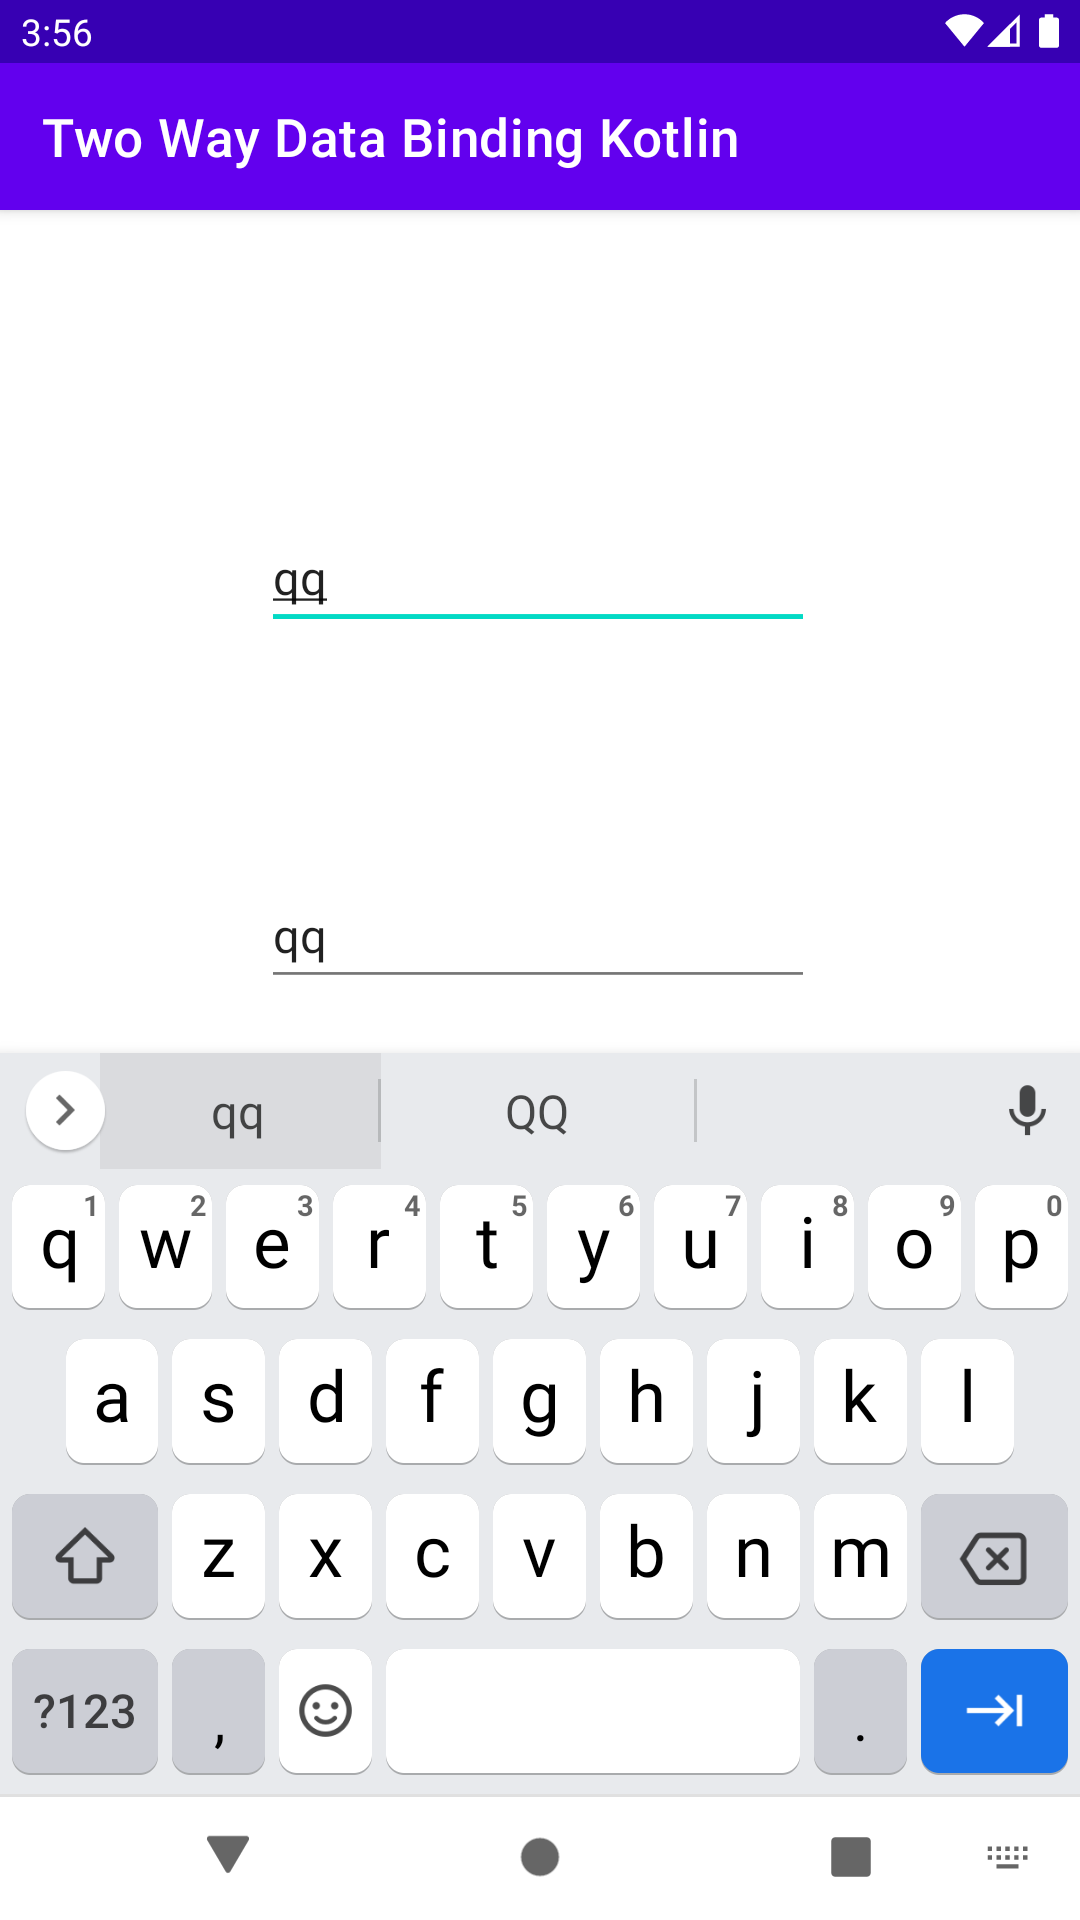 3:56
Two Way Data Binding Kotlin
qq
qq
qq QQ
1 2 3 4 5 6 7 8 9 0
q w e r t y u i o p
a s d f g h j k l
z x c v b n m
?123 , .